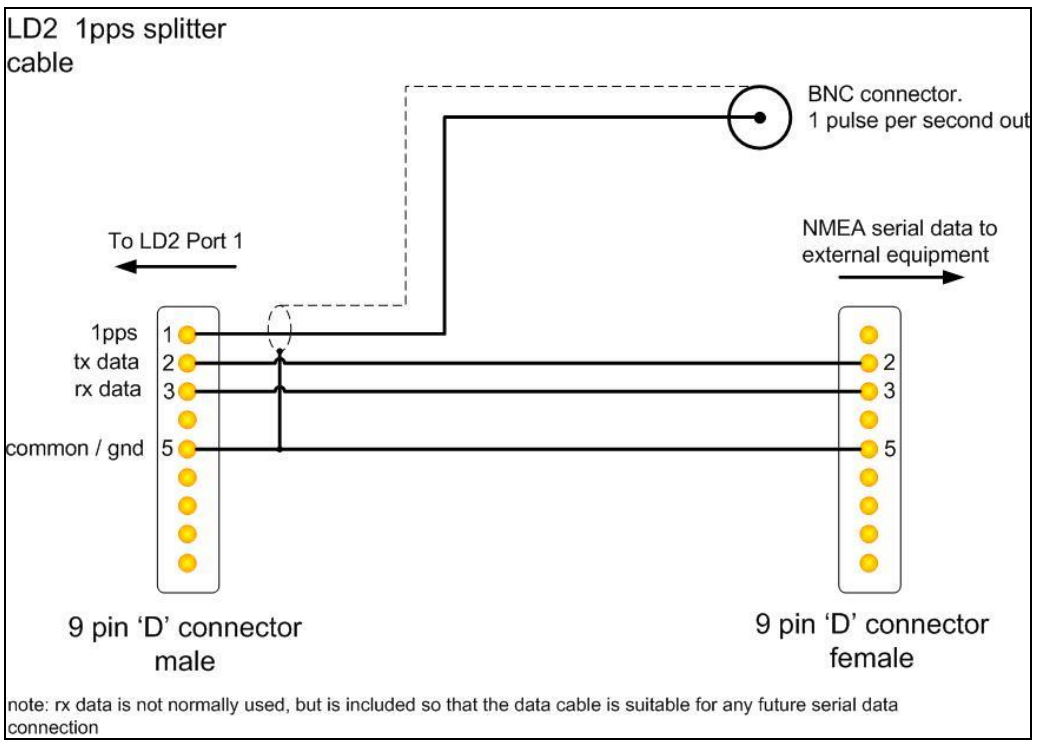 LD2 1pps splitter
cable
BNC connector.
1 pulse per second out
To LD2 Port 1
NMEA serial data to
external equipment
1pps 1
tx data 2 2
rx data 3 3
common / gnd 5 5
9 pin ‘D’ connector
male
9 pin ‘D’ connector
female
note: rx data is not normally used, but is included so that the data cable is suitable for any future serial data
connection